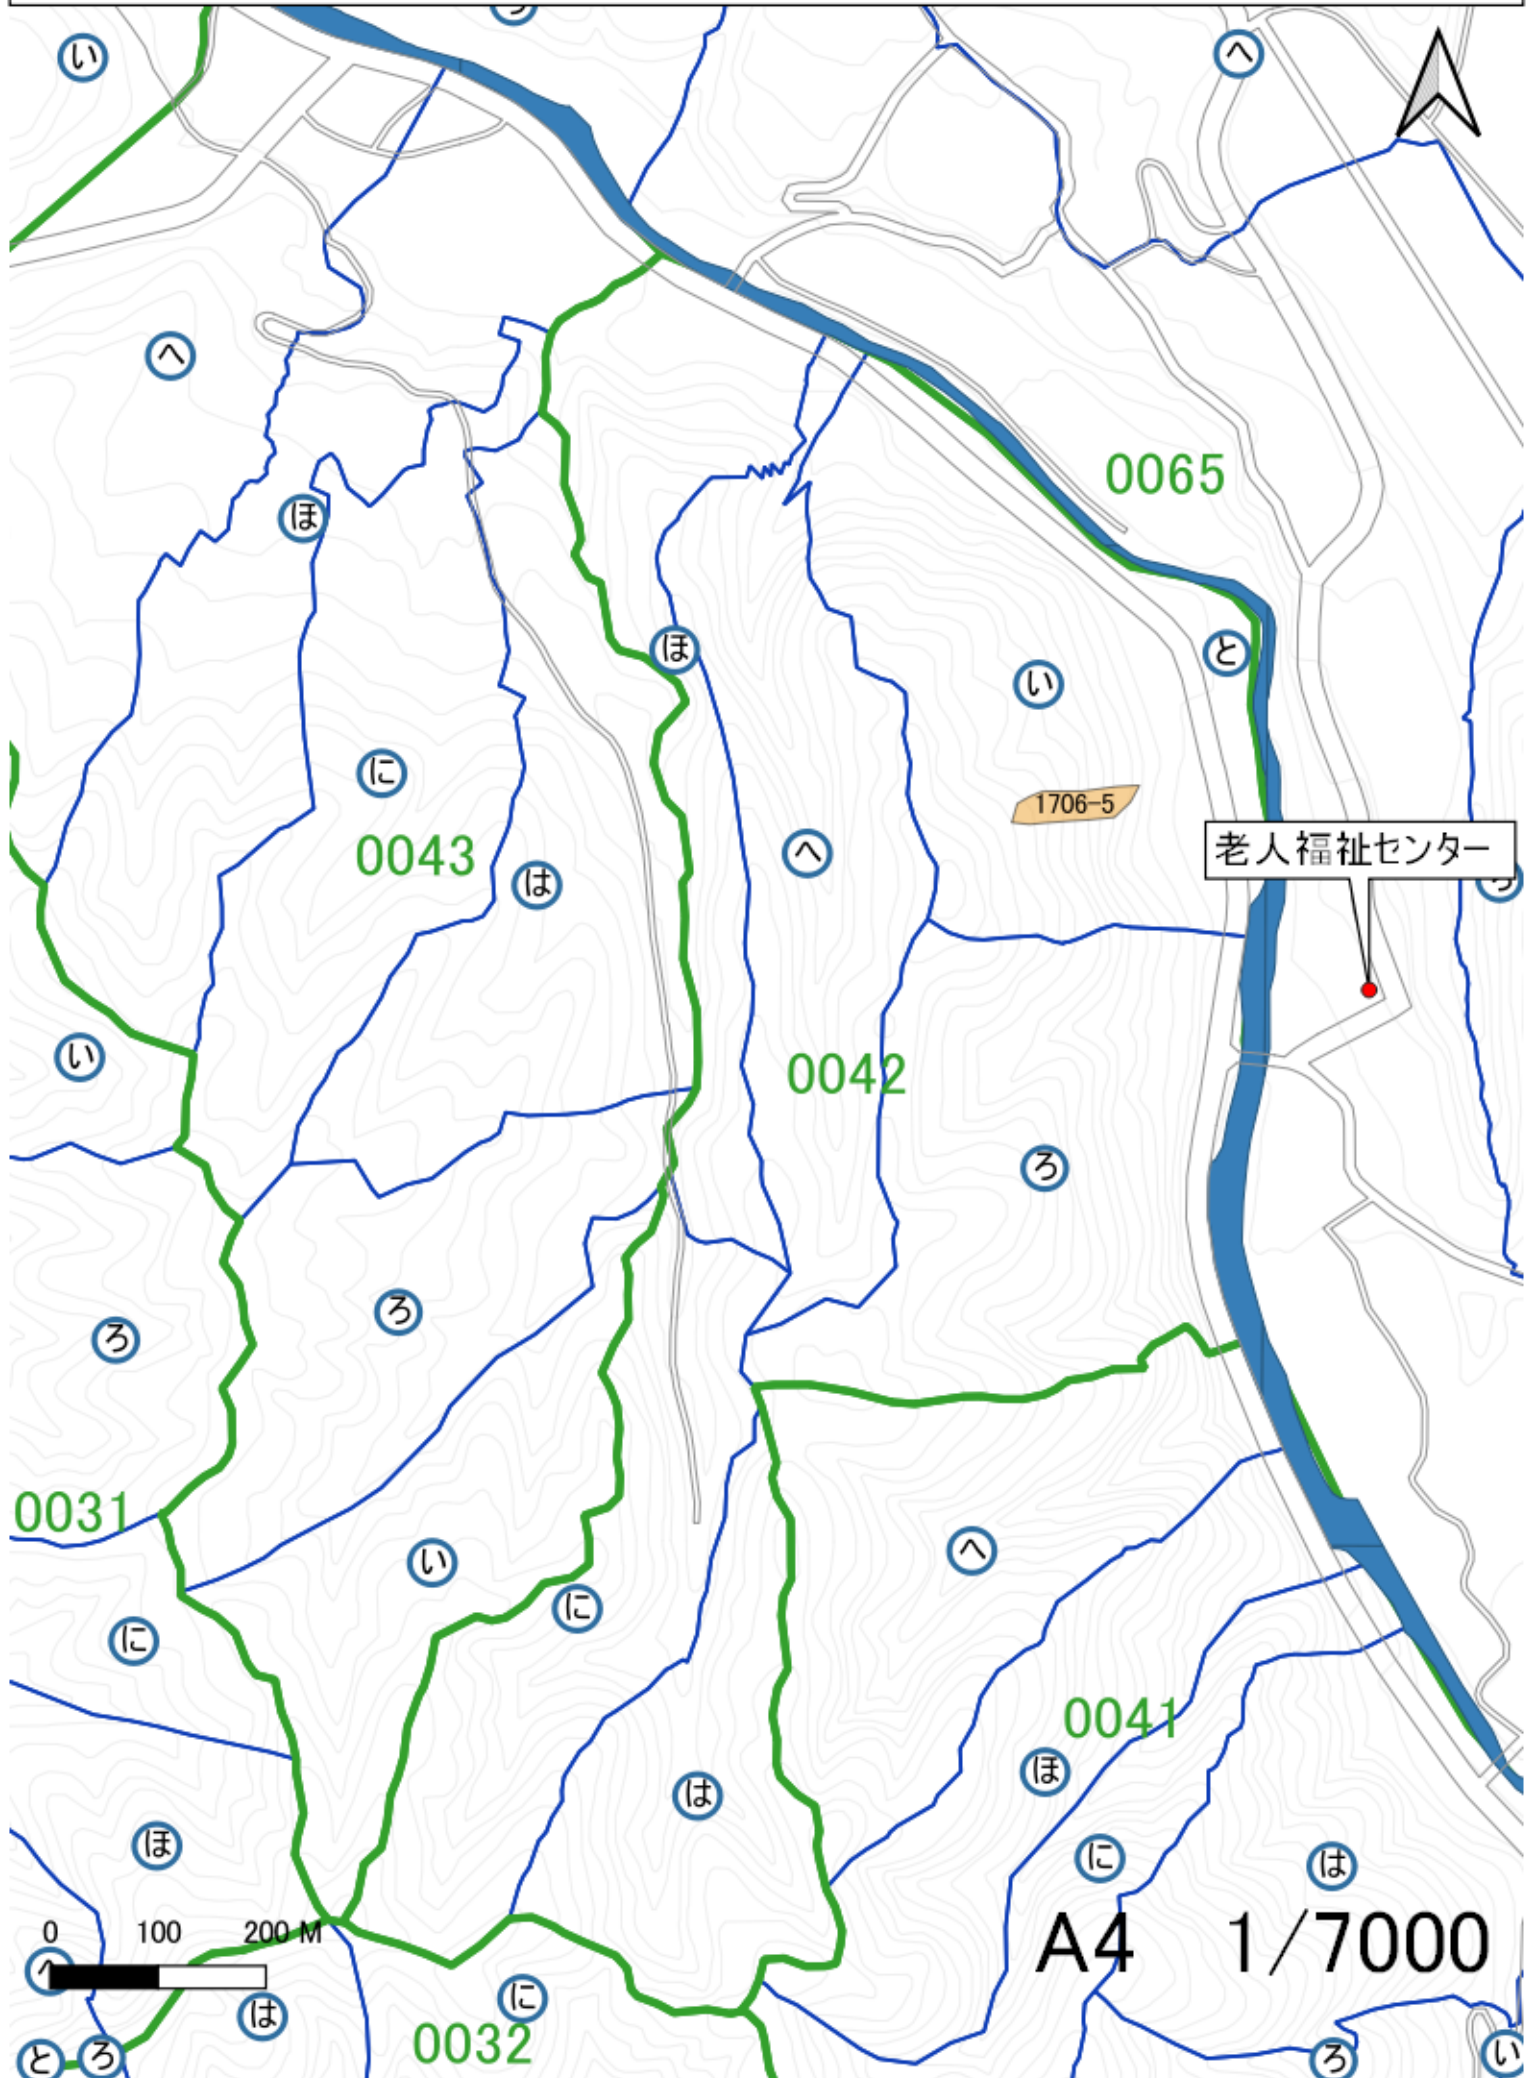 い
う
へ
へ
0065
ほ
ほ
と
い
に
1706-5
0043
へ
老人福祉センター
は
い
0042
ろ
ろ
ろ
0031
へ
い
に
に
0041
ほ
は
ほ
に
は
0 100 200 M
A4 1/7000
へ
に
は
0032
と
ろ
ろ
い